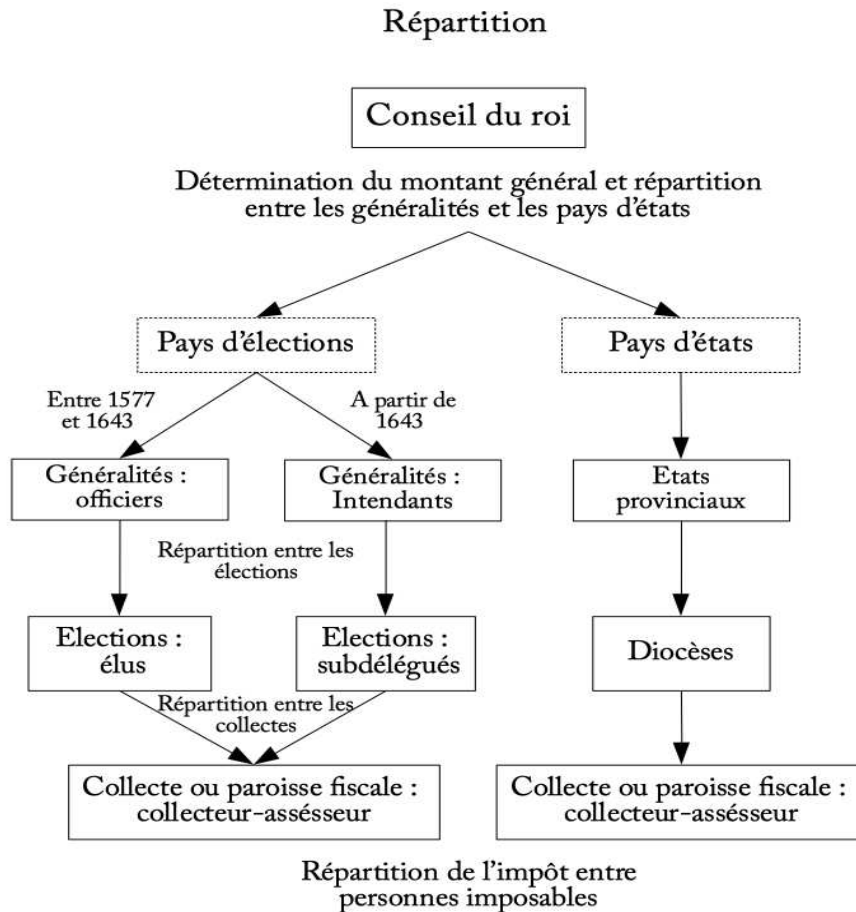 Répartition
Conseil du roi
Détermination du montant général et répartition
entre les généralités et les pays d'états
Pays d'élections
Pays d'états
Entre 1577
et 1643
A partir de
1643
Généralités :
officiers
Généralités :
Intendants
Etats
provinciaux
Répartition entre les
élections
Elections :
élus
Elections :
subdélégués
Diocèses
Répartition entre les
collectes
Collecte ou paroisse fiscale :
collecteur-assésseur
Collecte ou paroisse fiscale :
collecteur-assésseur
Répartition de l'impôt entre
personnes imposables